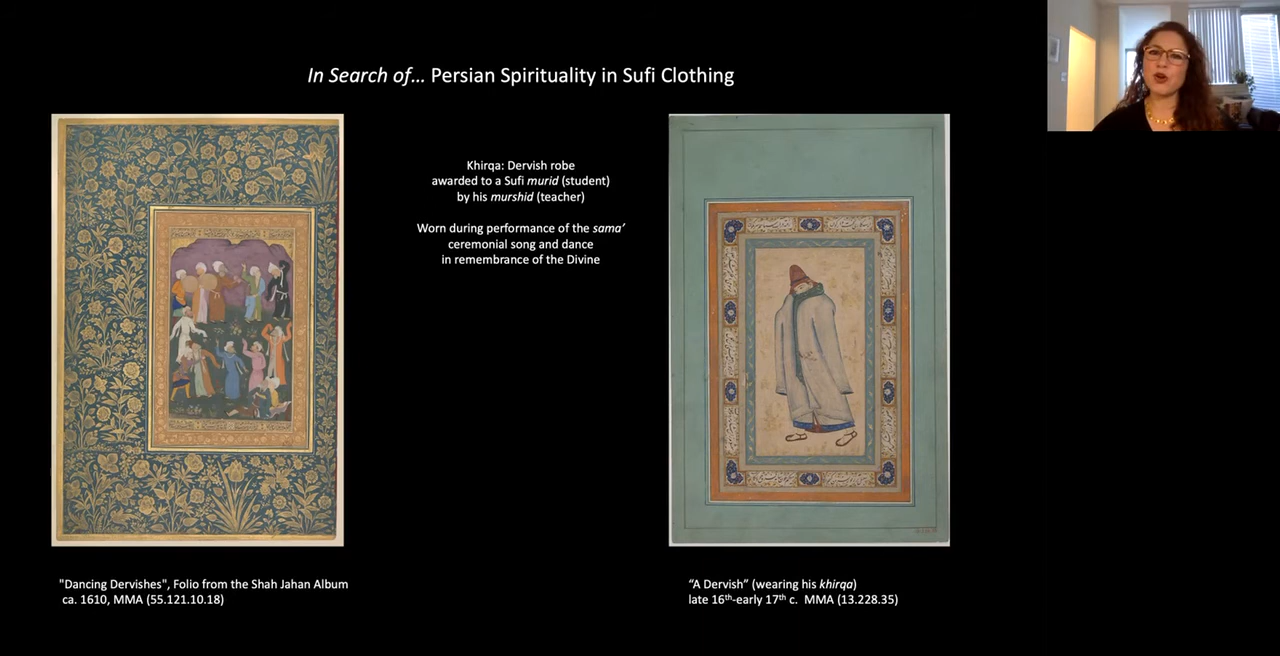 In Search of... Persian Spirituality in Sufi Clothing
Khirqa: Dervish robe
awarded to a Sufi murid (student)
by his murshid (teacher)
Worn during performance of the sama’
ceremonial song and dance
in remembrance of the Divine
"Dancing Dervishes", Folio from the Shah Jahan Album
ca. 1610, MMA (55.121.10.18)
“A Dervish” (wearing his khirqa)
late 16th-early 17th c.  MMA (13.228.35)